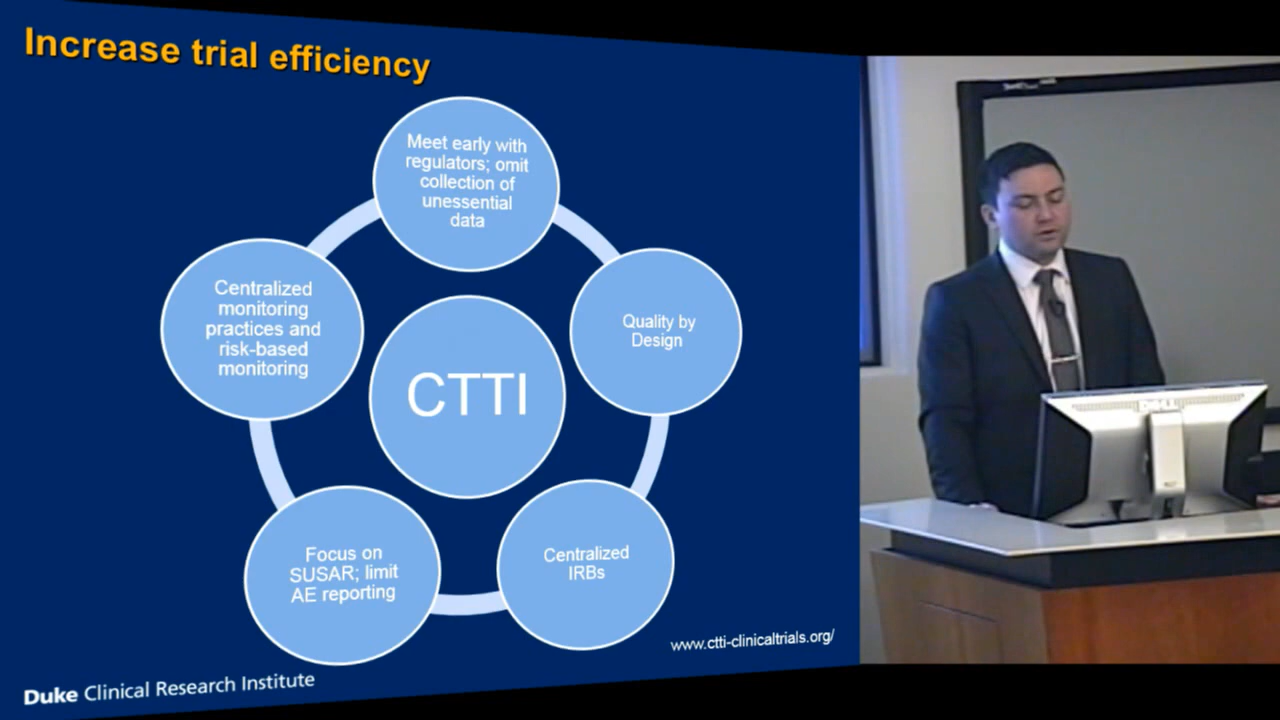 Increase trial efficiency
Meet early with
regulators; omit
collection of
unessential
data
Centralized
monitoring
practices and
risk-based
monitoring
Quality by
Design
CTTI
Focus on
SUSAR; limit
AE reporting
Centralized
IRBs
www.ctti-clinicaltrials.org/
Duke Clinical Research Institute
DELL